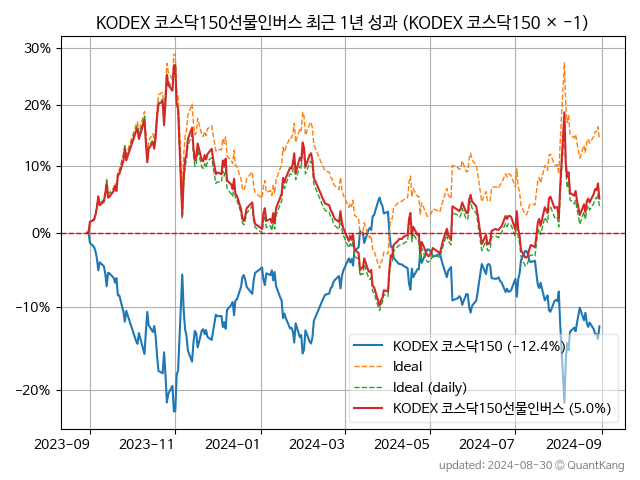 KODEX 코스닥150선물인버스 최근 1년 성과 (KODEX 코스닥150 × −1)
30%
20%
10%
0%
−10%
−20%
KODEX 코스닥150 (−12.4%)
Ideal
Ideal (daily)
KODEX 코스닥150선물인버스 (5.0%)
2023-09
2023-11
2024-01
2024-03
2024-05
2024-07
2024-09
updated: 2024-08-30 © QuantKang